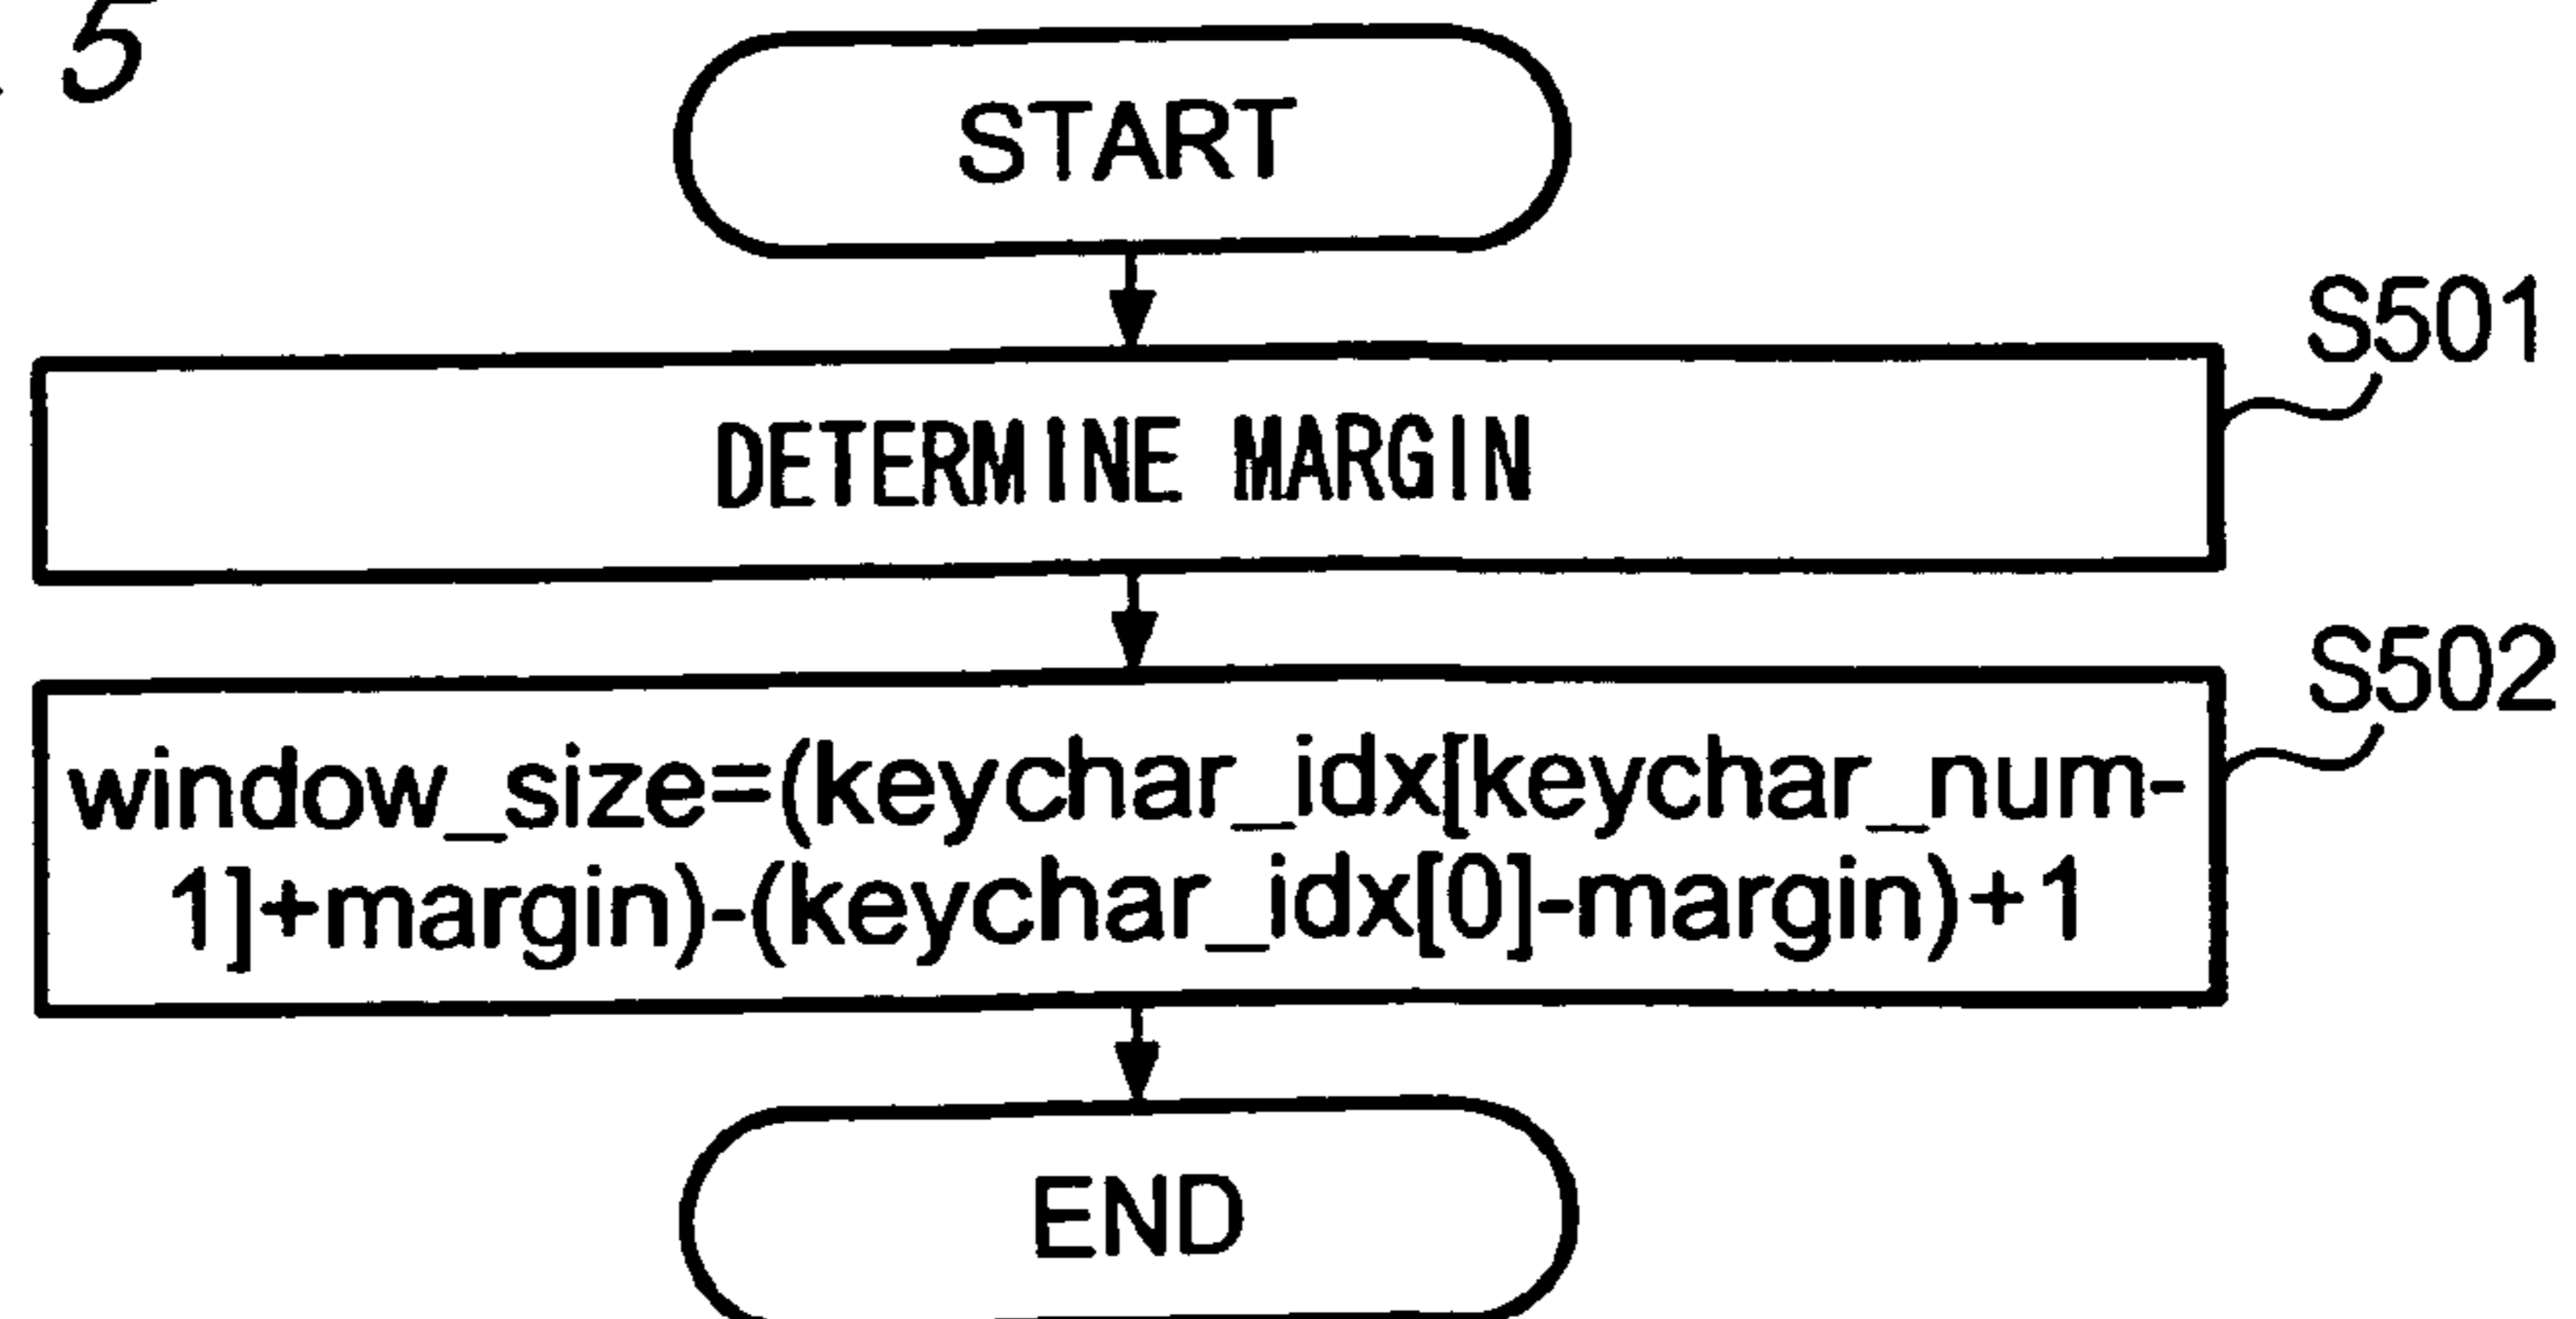 5
START
S501
DETERMINE MARGIN
S502
window_size=(keychar_idx[keychar_num-
1]+margin)-(keychar_idx[0]-margin)+1
END